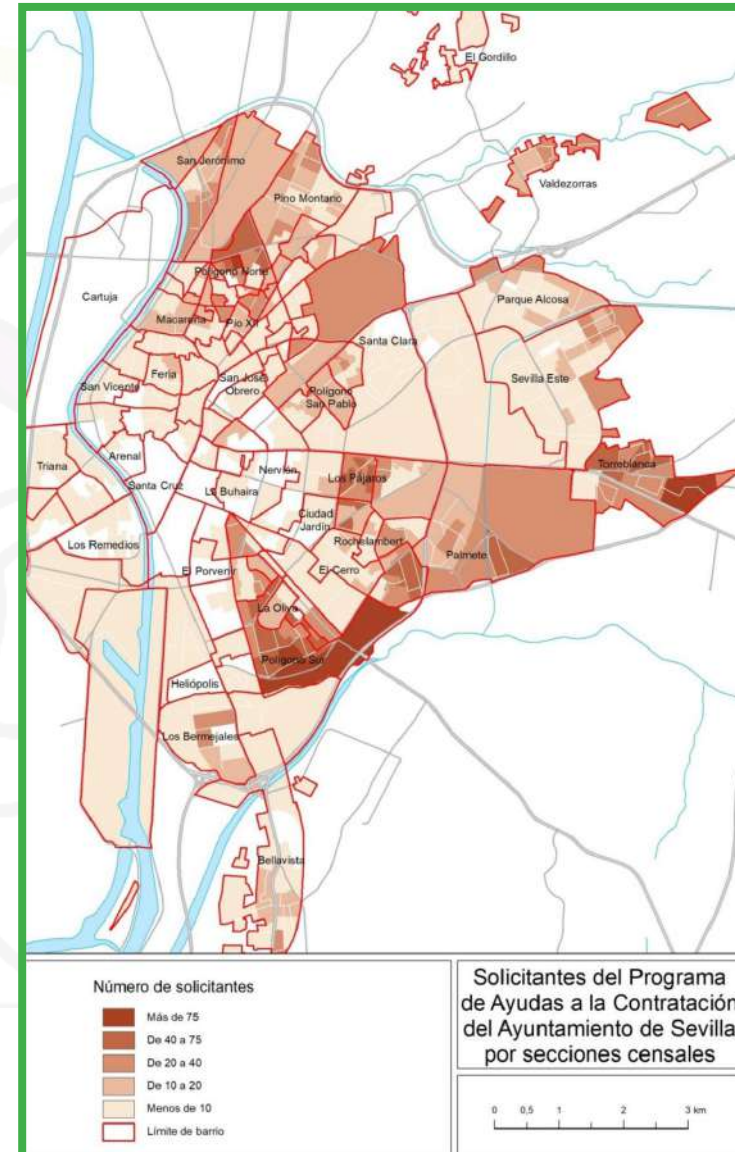 El Gordillo
San Jerónimo
Valdezorras
Pino Montano
Polígono Norte
Cartuja
Parque Alcosa
Macarena
Pío XII
Santa Clara
Feria
San José
Obrero
Sevilla Este
San Vicente
Polígono
San Pablo
Arenal
Triana
Nervión
Los Pájaros
Torreblanca
Santa Cruz
La Buhaira
Ciudad
Jardín
Los Remedios
Rochelambert
Palmete
El Porvenir
El Cerro
La Oliva
Polígono Sur
Heliópolis
Los Bermejales
Bellavista
Número de solicitantes
Más de 75
De 40 a 75
De 20 a 40
De 10 a 20
Menos de 10
Límite de barrio
Solicitantes del Programa
de Ayudas a la Contratación
del Ayuntamiento de Sevilla
por secciones censales
0 0,5 1 2 3 km